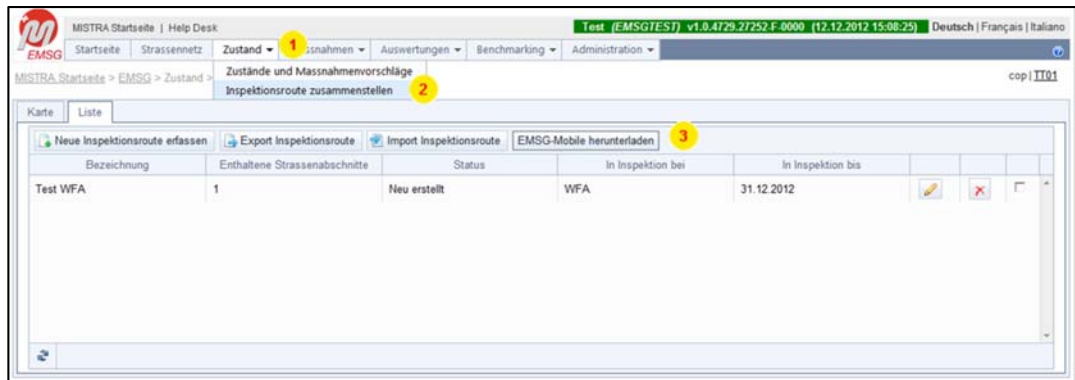 MISTRA Startseite | Help Desk
Test (EMSGTEST) v1.0.4729.27252-F-0000 (12.12.2012 15:08:25) Deutsch | Français | Italiano
EMSG
Startseite Strassennetz Zustand 1 ssnahmen Auswertungen Benchmarking Administration
MISTRA Startseite > EMSG > Zustand >
Zustände und Massnahmenvorschläge
cop | TT01
Inspektionsroute zusammenstellen 2
Karte Liste
Neue Inspektionsroute erfassen Export Inspektionsroute Import Inspektionsroute EMSG-Mobile herunterladen 3
Bezeichnung Enthaltene Strassenabschnitte Status In Inspektion bei In Inspektion bis
Test WFA 1 Neu erstellt WFA 31.12.2012